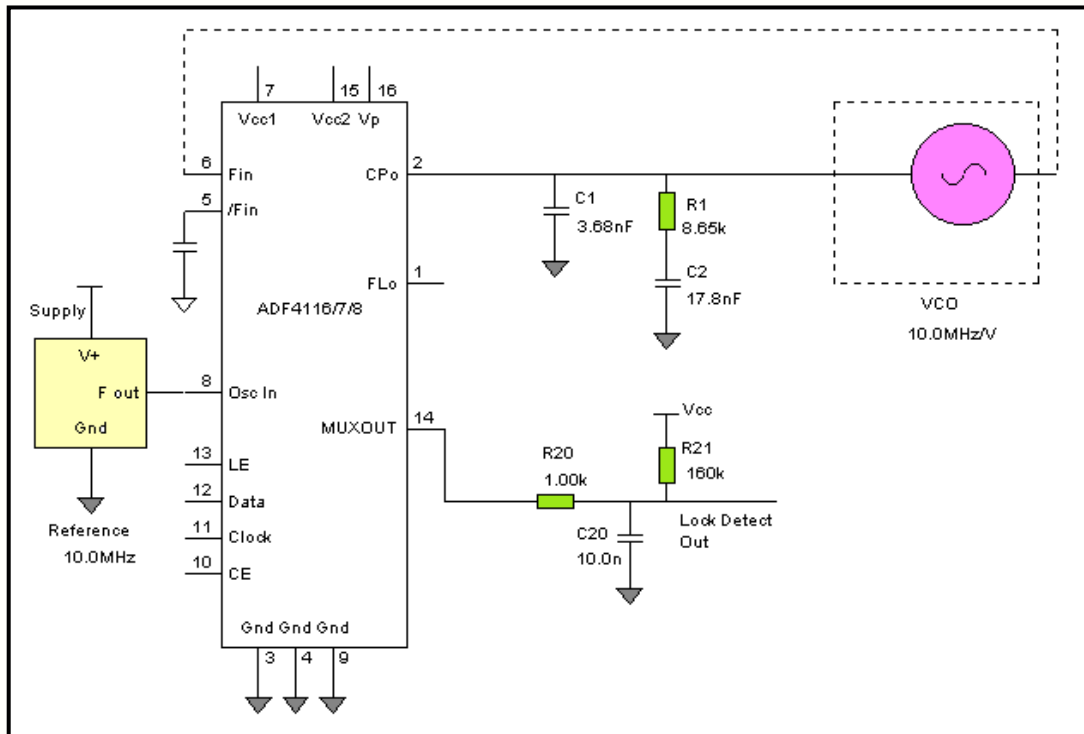 7
15
16
Vcc1
Vcc2
Vp
6
Fin
CPo
2
5
/Fin
C1
3.68nF
R1
8.65k
FLo
1
C2
17.8nF
Supply
ADF4116/7/8
VCO
10.0MHz/V
V+
F out
8
Osc In
Gnd
MUXOUT
14
Vcc
13
LE
R20
1.00k
R21
160k
12
Data
Reference
10.0MHz
11
Clock
C20
10.0n
Lock Detect
Out
10
CE
Gnd Gnd Gnd
3
4
9